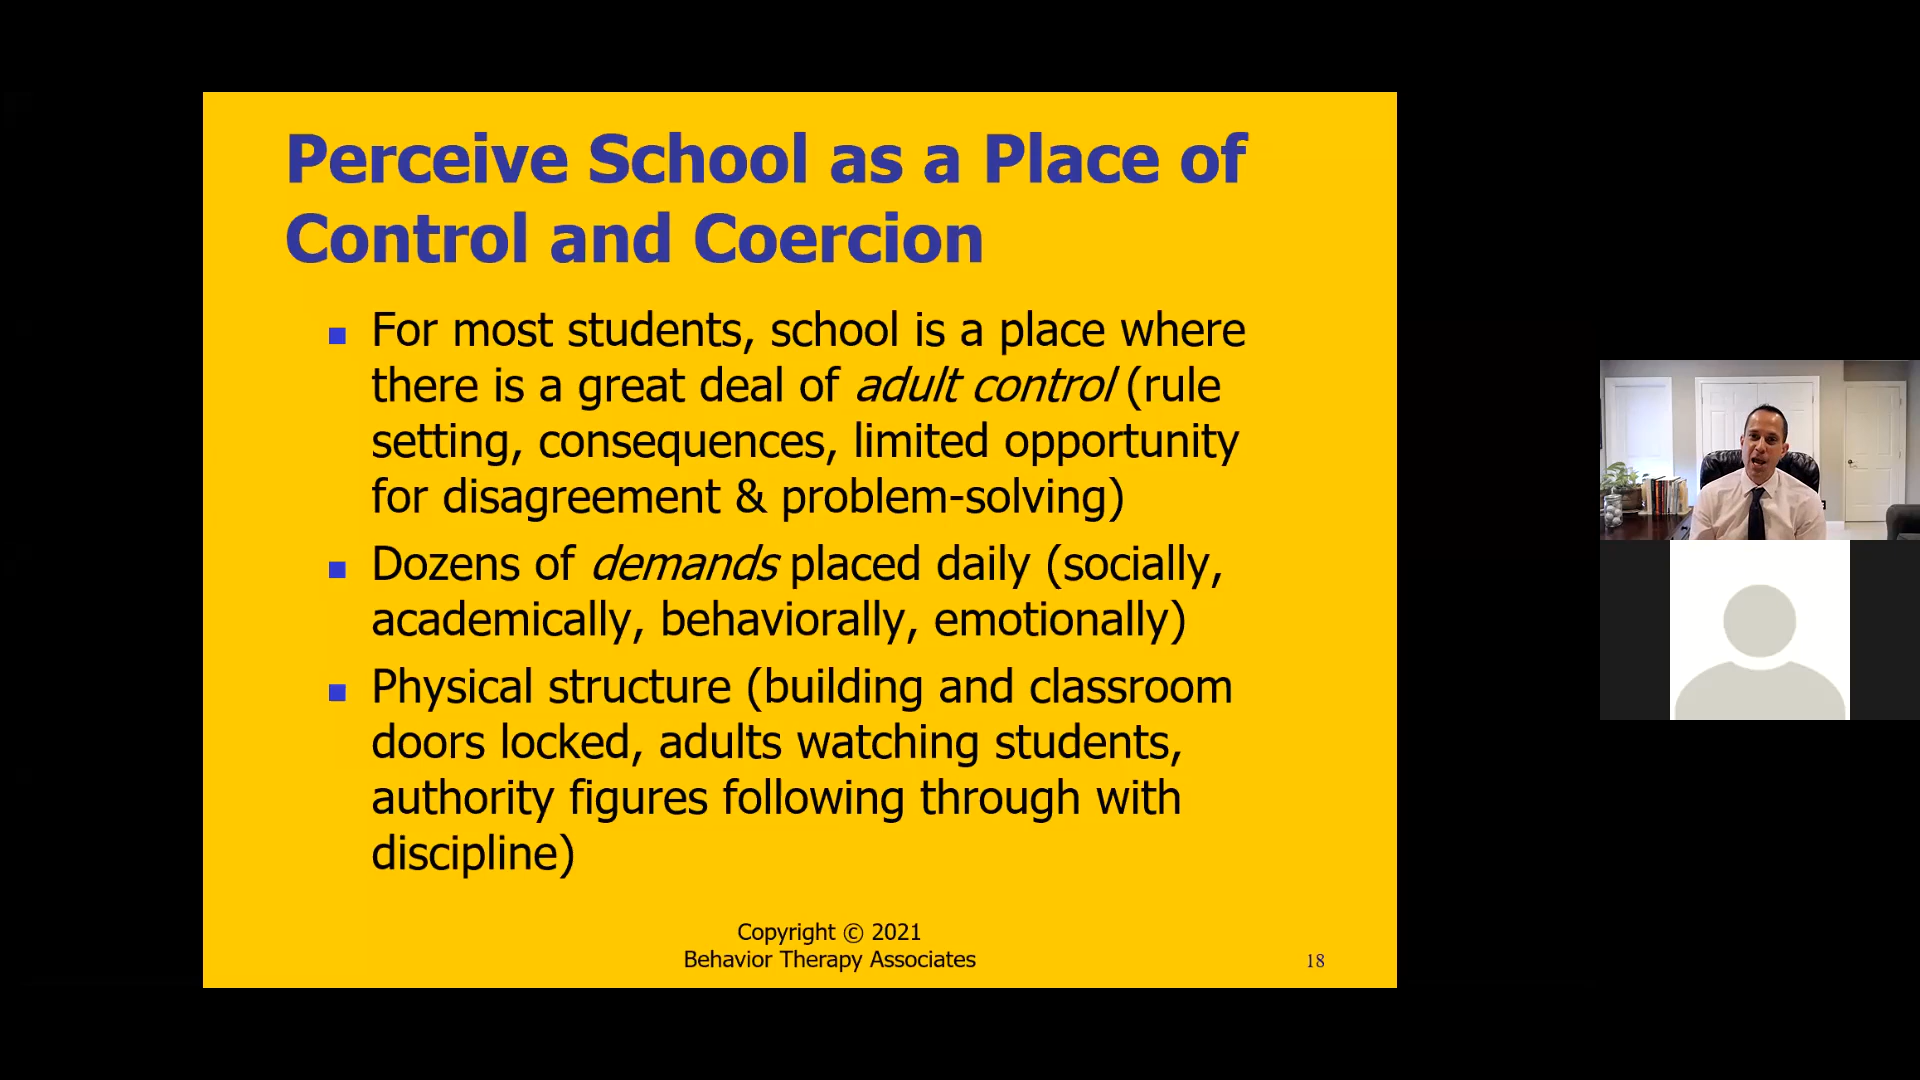 Perceive School as a Place of
Control and Coercion
For most students, school is a place where
there is a great deal of adult control (rule
setting, consequences, limited opportunity
for disagreement & problem-solving)
Dozens of demands placed daily (socially,
academically, behaviorally, emotionally)
Physical structure (building and classroom
doors locked, adults watching students,
authority figures following through with
discipline)
Copyright © 2021
Behavior Therapy Associates
18